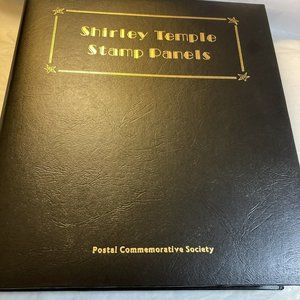 Shirley Temple
Stamp Panels
Postal Commemorative Society